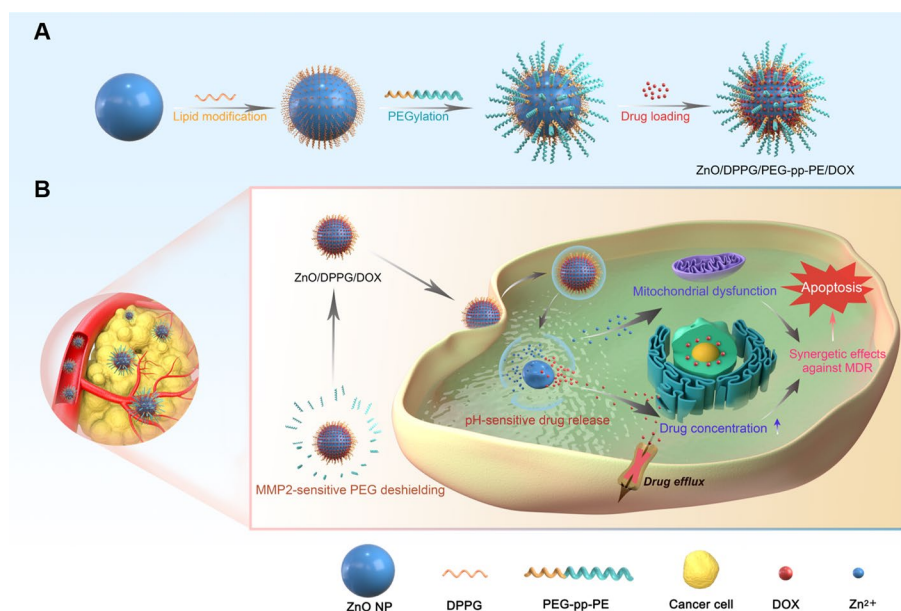 A
Lipid modification
PEGylation
Drug loading
ZnO/DPPG/PEG-pp-PE/DOX
B
ZnO/DPPG/DOX
MMP2-sensitive PEG deshielding
pH-sensitive drug release
Mitochondrial dysfunction
Drug concentration
Drug efflux
Apoptosis
Synergetic effects
against MDR
ZnO NP
DPPG
PEG-pp-PE
Cancer cell
DOX
Zn²⁺